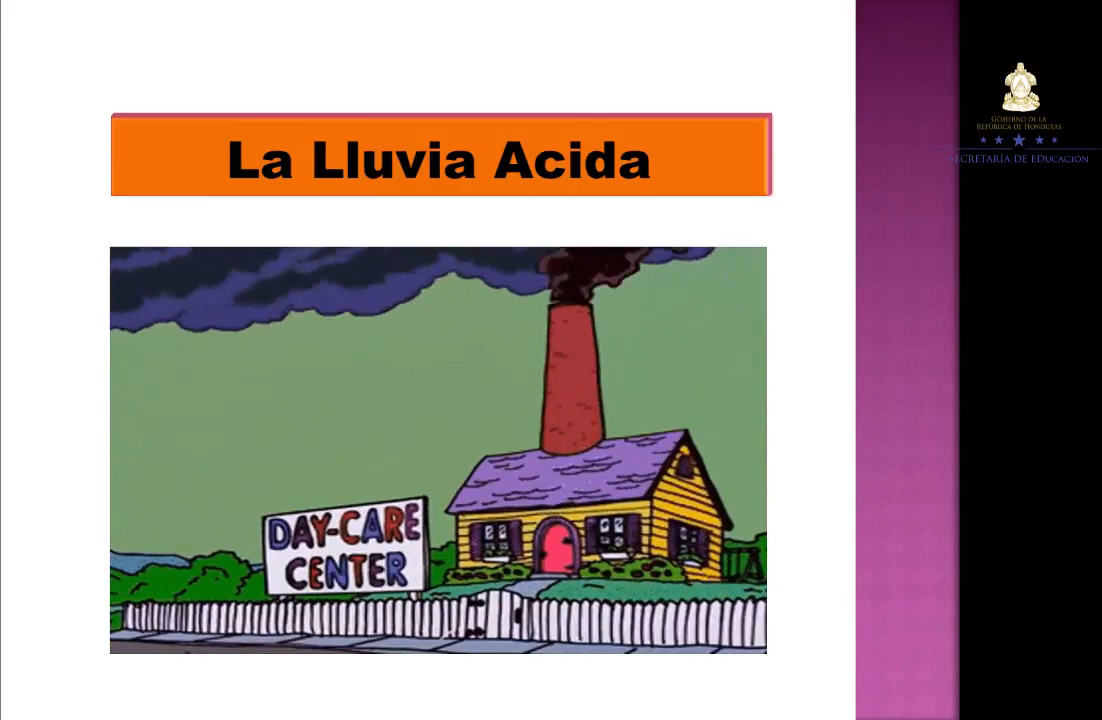 La Lluvia Acida
GOBIERNO DE LA
REPÚBLICA DE HONDURAS
SECRETARÍA DE EDUCACIÓN
DAY-CARE
CENTER